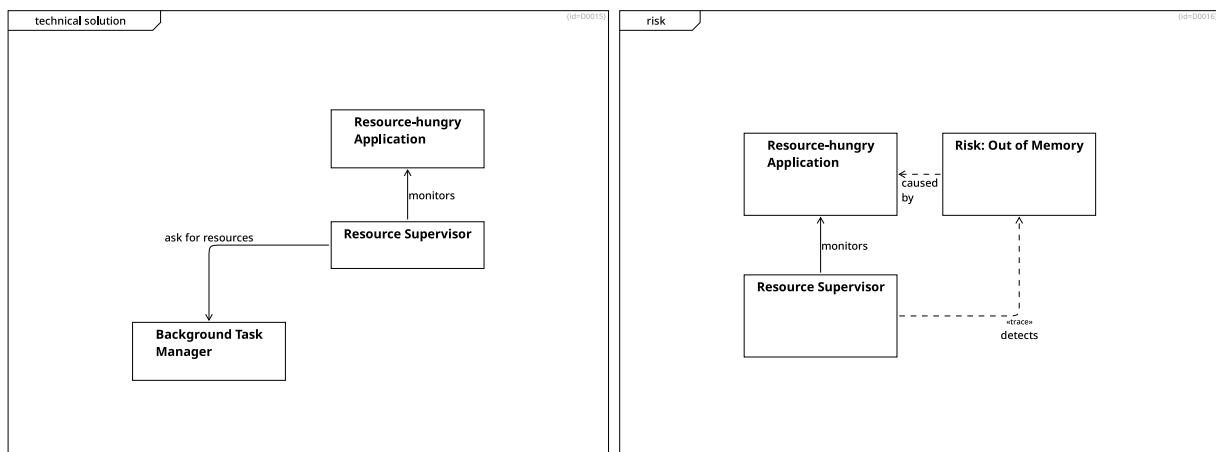 technical solution
{id=D0015}
Resource-hungry
Application
monitors
Resource Supervisor
ask for resources
Background Task
Manager
risk
{id=D0016}
Resource-hungry
Application
Risk: Out of Memory
caused
by
monitors
Resource Supervisor
«trace»
detects